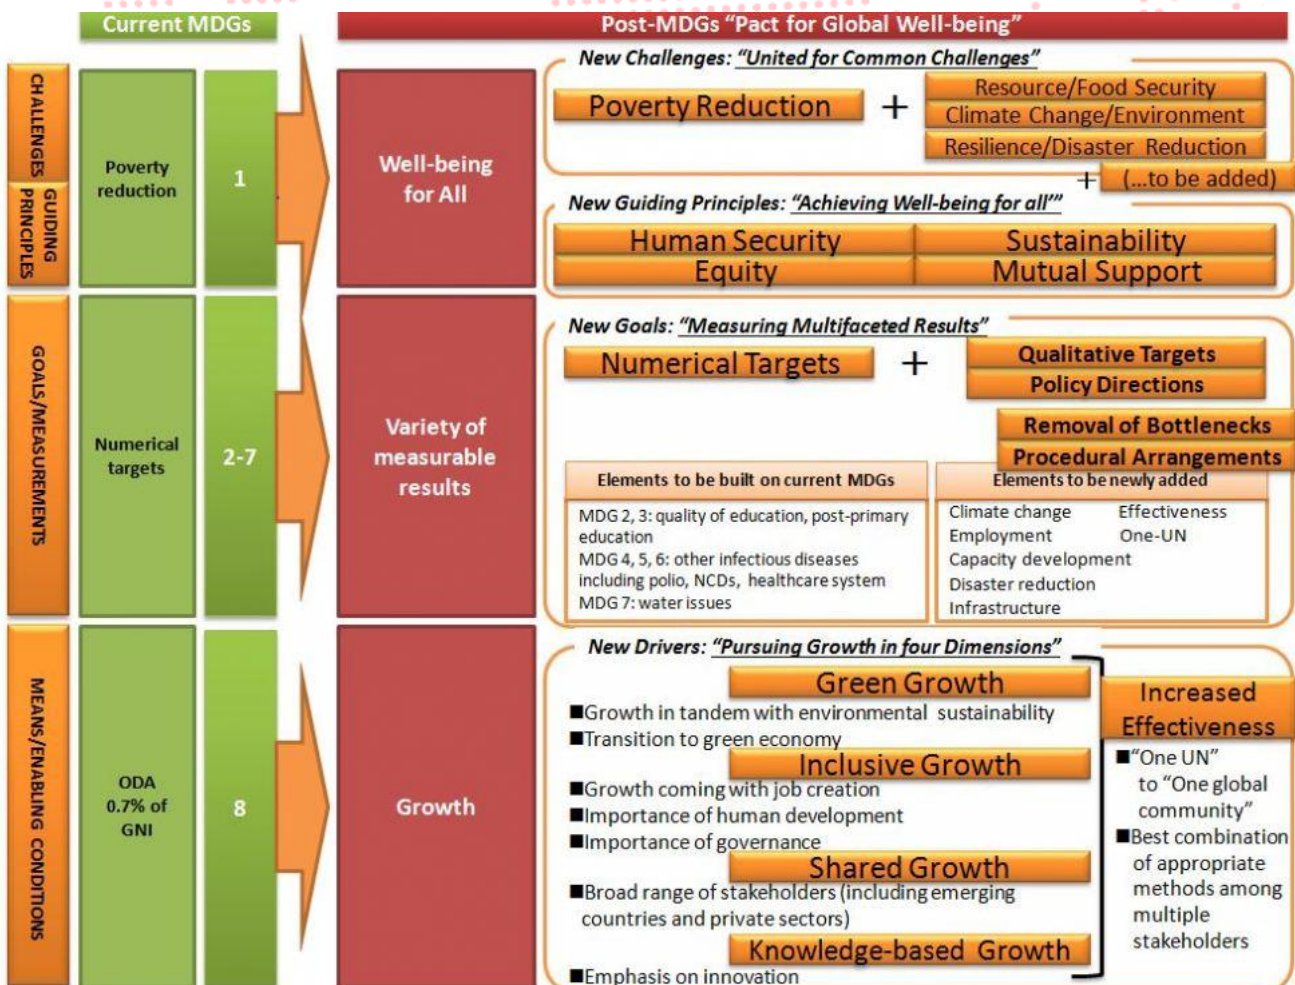 Current MDGs
Post-MDGs “Pact for Global Well-being”
CHALLENGES
GUIDING
PRINCIPLES
Poverty
reduction
1
Well-being
for All
New Challenges: “United for Common Challenges”
Poverty Reduction
+
Resource/Food Security
Climate Change/Environment
Resilience/Disaster Reduction
+
(...to be added)
New Guiding Principles: “Achieving Well-being for all’”
Human Security
Sustainability
Equity
Mutual Support
GOALS/MEASUREMENTS
Numerical
targets
2-7
Variety of
measurable
results
New Goals: “Measuring Multifaceted Results”
Numerical Targets
+
Qualitative Targets
Policy Directions
Removal of Bottlenecks
Procedural Arrangements
Elements to be built on current MDGs
MDG 2, 3: quality of education, post-primary
education
MDG 4, 5, 6: other infectious diseases
including polio, NCDs, healthcare system
MDG 7: water issues
Elements to be newly added
Climate change Effectiveness
Employment One-UN
Capacity development
Disaster reduction
Infrastructure
MEANS/ENABLING CONDITIONS
ODA
0.7% of
GNI
8
Growth
New Drivers: “Pursuing Growth in four Dimensions”
Green Growth
■Growth in tandem with environmental sustainability
■Transition to green economy
Inclusive Growth
■Growth coming with job creation
■Importance of human development
■Importance of governance
Shared Growth
■Broad range of stakeholders (including emerging
countries and private sectors)
Knowledge-based Growth
■Emphasis on innovation
Increased
Effectiveness
■“One UN”
to “One global
community”
■Best combination
of appropriate
methods among
multiple
stakeholders